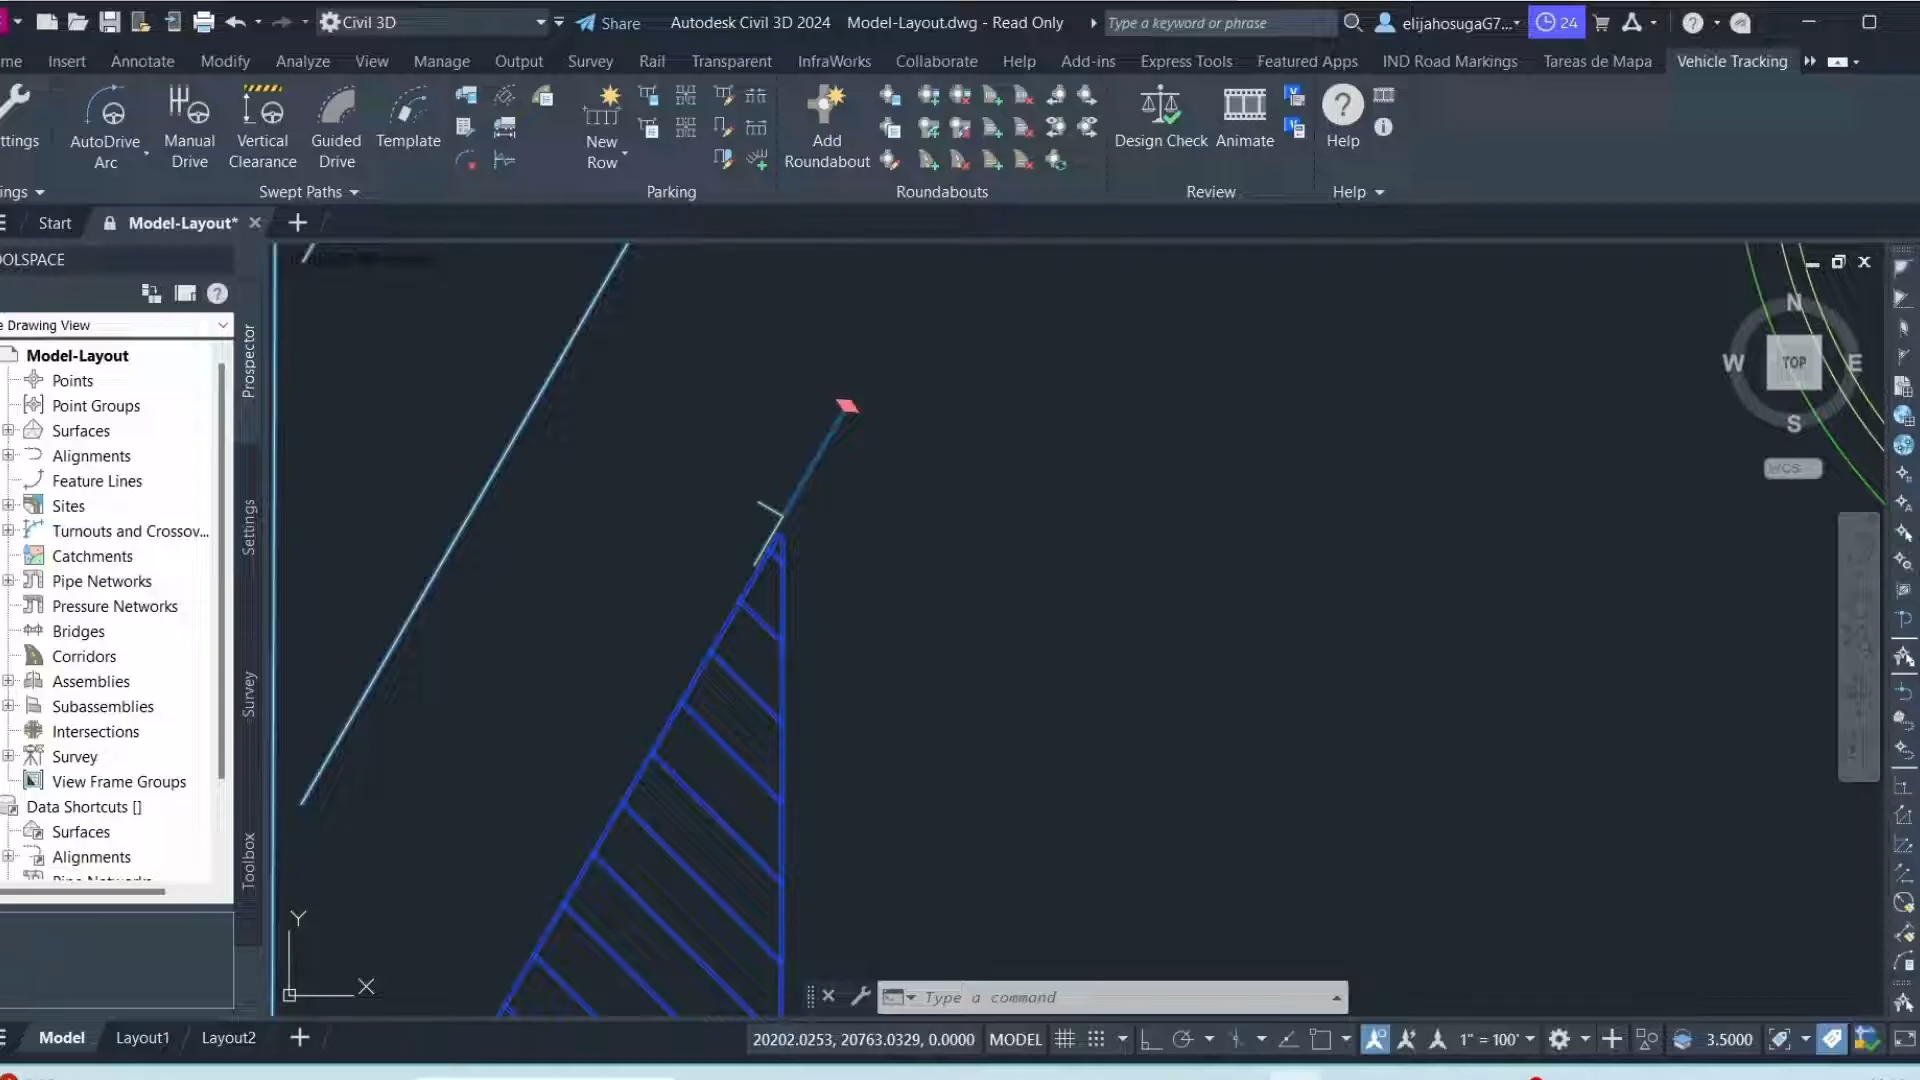 Civil 3D
Share
Autodesk Civil 3D 2024 Model-Layout.dwg - Read Only
Type a keyword or phrase
elijahosugaG7...
24
me Insert Annotate Modify Analyze View Manage Output Survey Rail Transparent InfraWorks Collaborate Help Add-ins Express Tools Featured Apps IND Road Markings Tareas de Mapa Vehicle Tracking
ttings
AutoDrive Arc
Manual Drive
Vertical Clearance
Guided Drive
Template
New Row
Add Roundabout
Design Check
Animate
Help
ngs
Swept Paths
Parking
Roundabouts
Review
Help
Start
Model-Layout*
OOLSPACE
e Drawing View
Model-Layout
Points
Point Groups
Surfaces
Alignments
Feature Lines
Sites
Turnouts and Crossov...
Catchments
Pipe Networks
Pressure Networks
Bridges
Corridors
Assemblies
Subassemblies
Intersections
Survey
View Frame Groups
Data Shortcuts []
Surfaces
Alignments
Prospector
Settings
Survey
Toolbox
N
W
TOP
E
S
WCS
Y
X
Type a command
Model
Layout1
Layout2
20202.0253, 20763.0329, 0.0000
MODEL
1" = 100'
3.5000